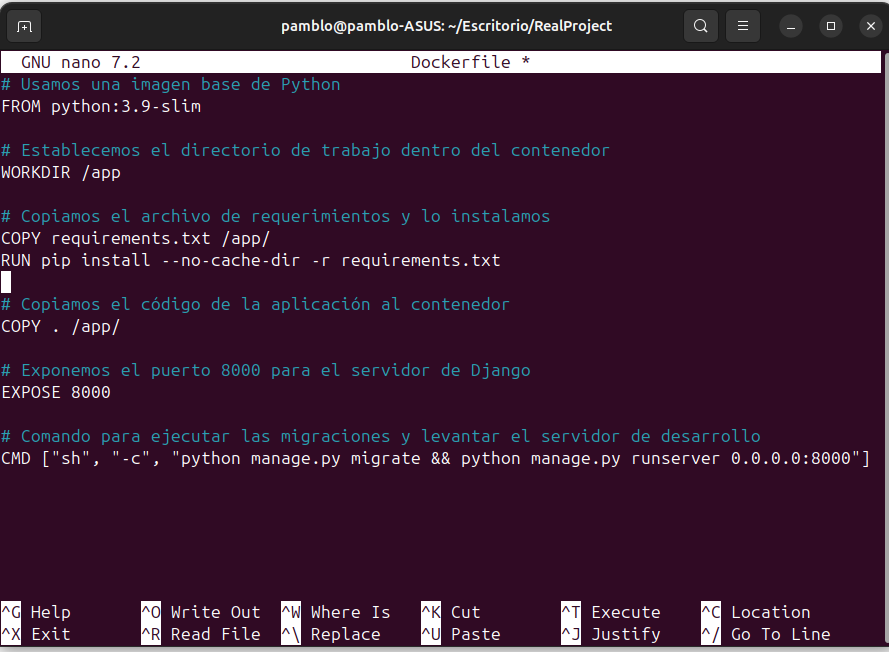 pamblo@pamblo-ASUS: ~/Escritorio/RealProject
GNU nano 7.2 Dockerfile *
# Usamos una imagen base de Python
FROM python:3.9-slim
# Establecemos el directorio de trabajo dentro del contenedor
WORKDIR /app
# Copiamos el archivo de requerimientos y lo instalamos
COPY requirements.txt /app/
RUN pip install --no-cache-dir -r requirements.txt
# Copiamos el código de la aplicación al contenedor
COPY . /app/
# Exponemos el puerto 8000 para el servidor de Django
EXPOSE 8000
# Comando para ejecutar las migraciones y levantar el servidor de desarrollo
CMD ["sh", "-c", "python manage.py migrate && python manage.py runserver 0.0.0.0:8000"]
^G Help ^O Write Out ^W Where Is ^K Cut ^T Execute ^C Location
^X Exit ^R Read File ^\ Replace ^U Paste ^J Justify ^/ Go To Line